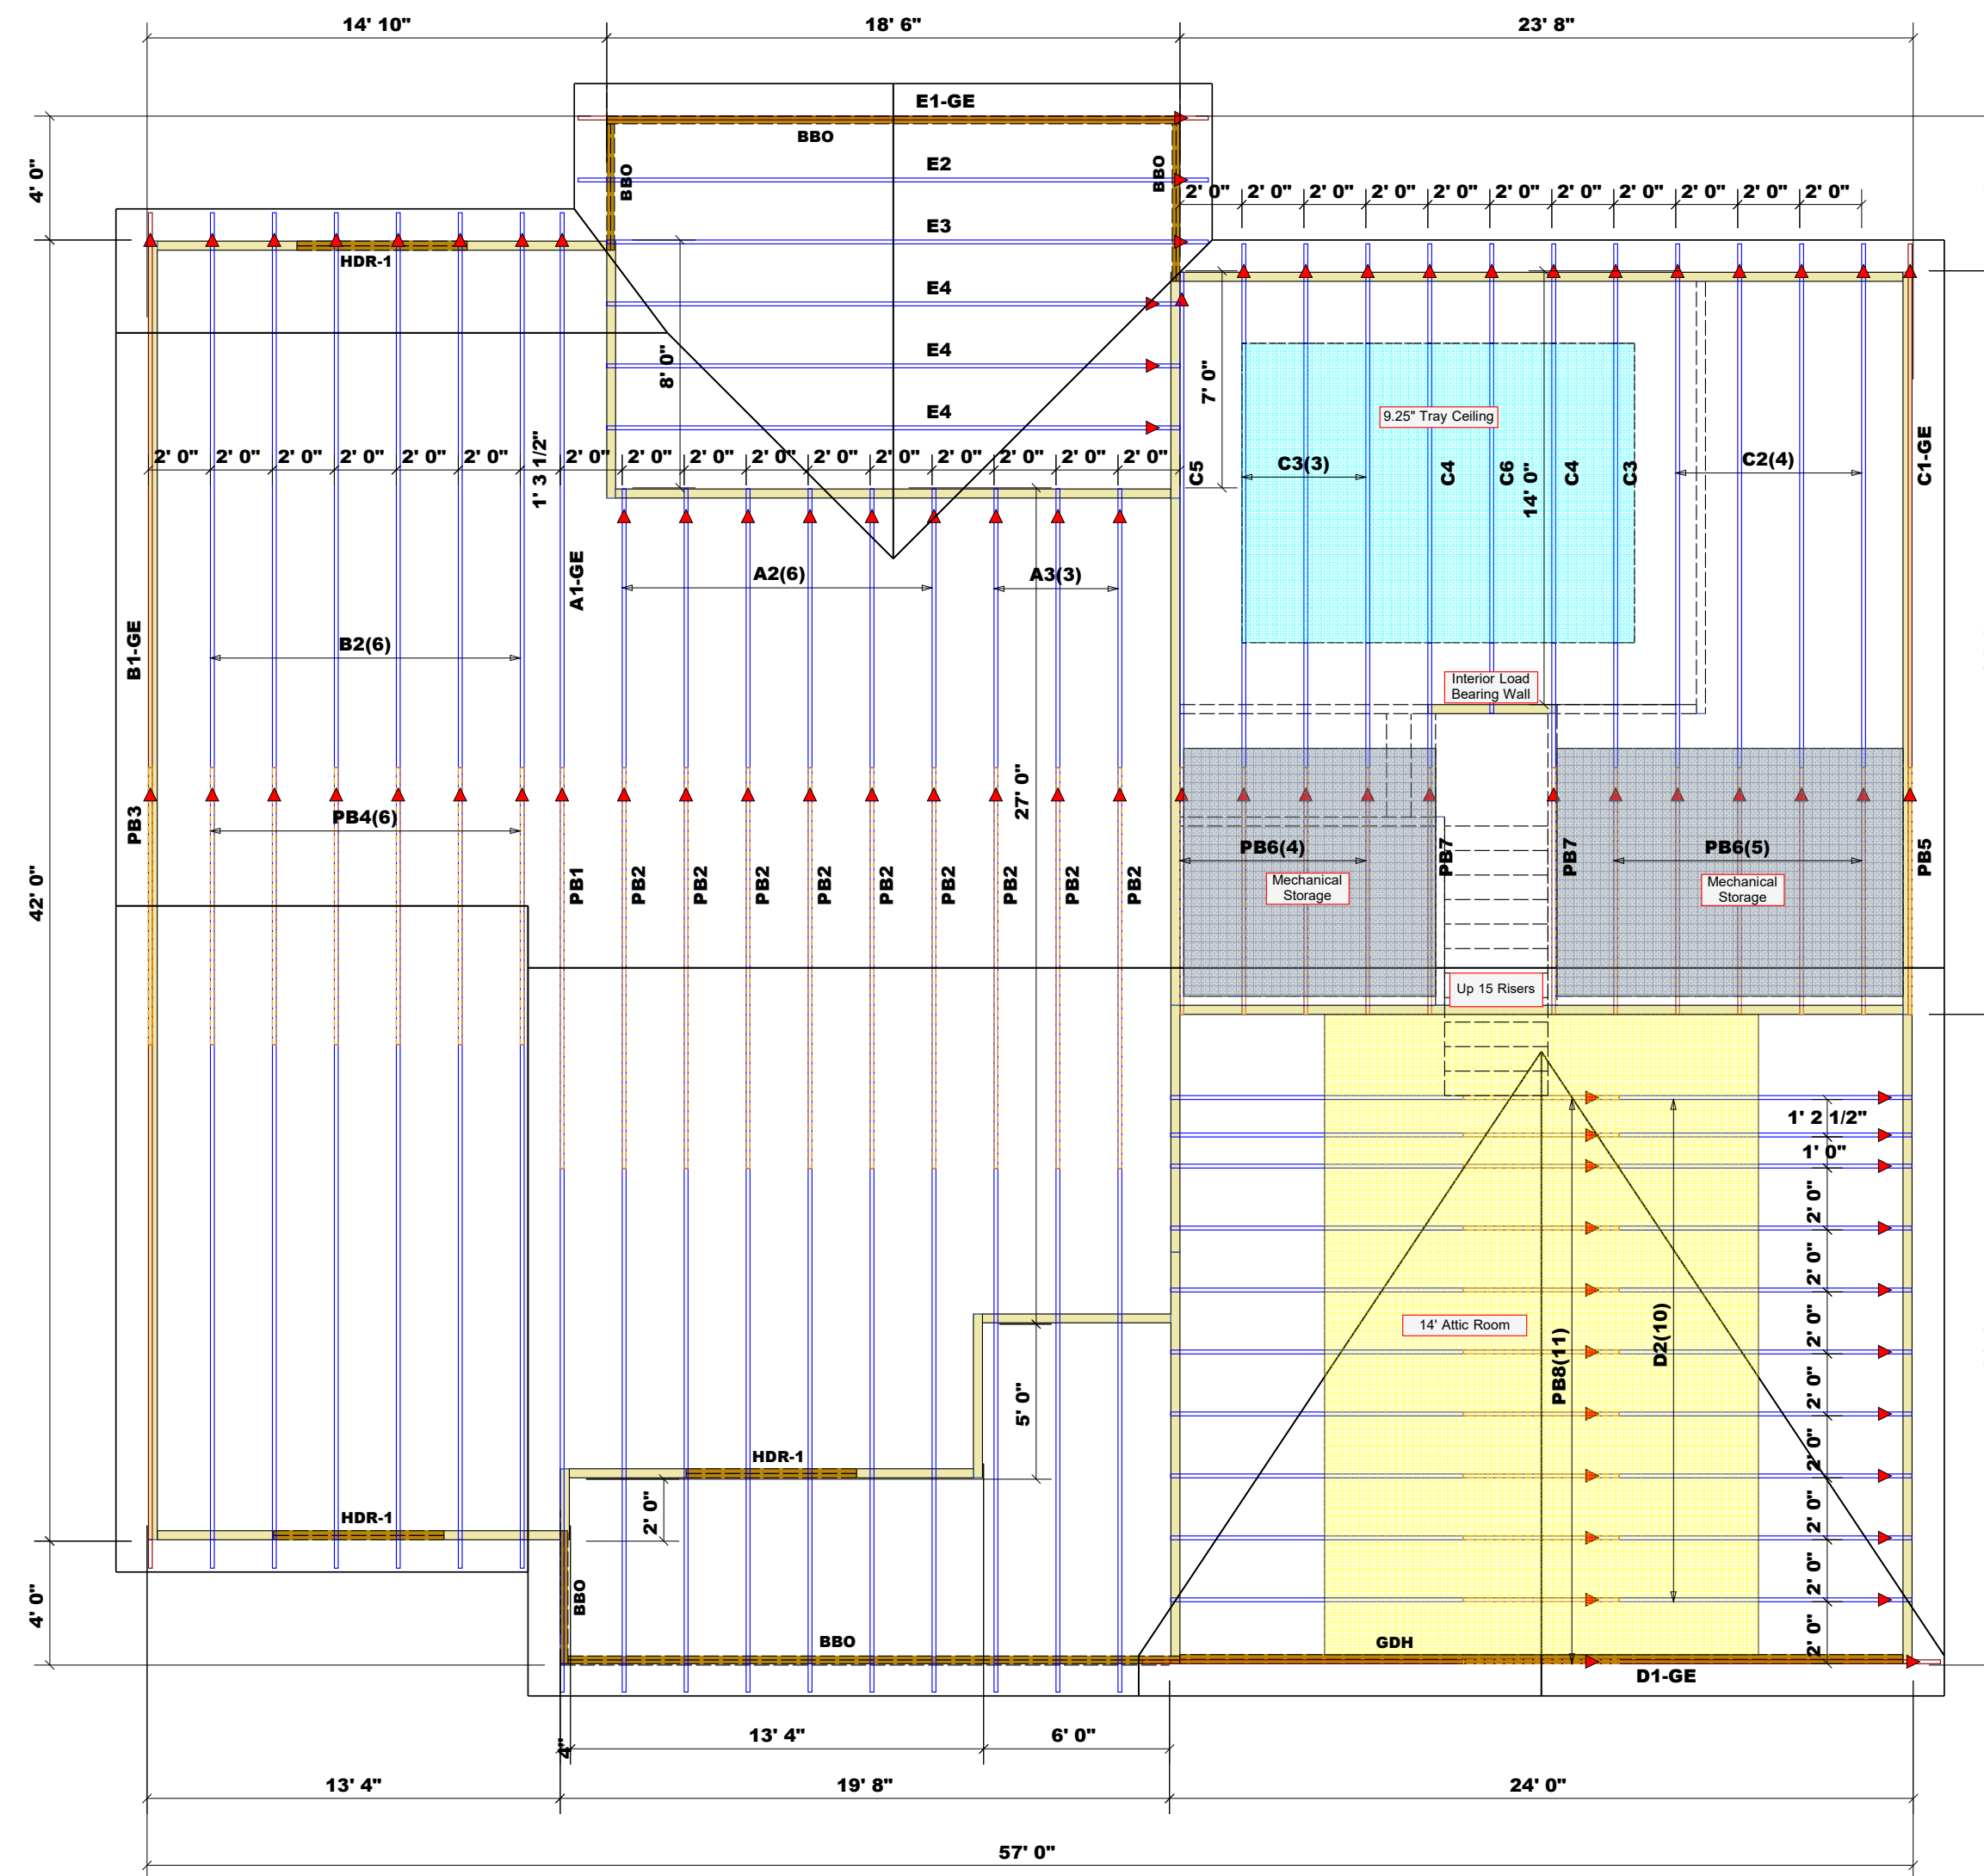 14' 10"
18' 6"
23' 8"
4' 0"
E1-GE
BBO
BBO
BBO
E2
E3
E4
E4
E4
2' 0" 2' 0" 2' 0" 2' 0" 2' 0" 2' 0" 2' 0" 2' 0" 2' 0" 2' 0" 2' 0"
HDR-1
8' 0"
7' 0"
9.25" Tray Ceiling
2' 0" 2' 0" 2' 0" 2' 0" 2' 0" 2' 0" 1' 3 1/2" 2' 0" 2' 0" 2' 0" 2' 0" 2' 0" 2' 0" 2' 0" 2' 0" 2' 0" 2' 0"
C5
C3(3)
C4
C6
14' 0"
C4
C3
C2(4)
C1-GE
A1-GE
A2(6)
A3(3)
B1-GE
B2(6)
Interior Load
Bearing Wall
27' 0"
PB3
PB4(6)
PB1
PB2
PB2
PB2
PB2
PB2
PB2
PB2
PB2
PB2
PB6(4)
PB7
PB7
PB6(5)
PB5
Mechanical
Storage
Mechanical
Storage
42' 0"
Up 15 Risers
1' 2 1/2"
1' 0"
2' 0"
2' 0"
2' 0"
2' 0"
2' 0"
2' 0"
2' 0"
2' 0"
14' Attic Room
PB8(11)
D2(10)
5' 0"
HDR-1
2' 0"
HDR-1
4' 0"
BBO
BBO
GDH
D1-GE
4"
13' 4"
6' 0"
13' 4"
19' 8"
24' 0"
57' 0"